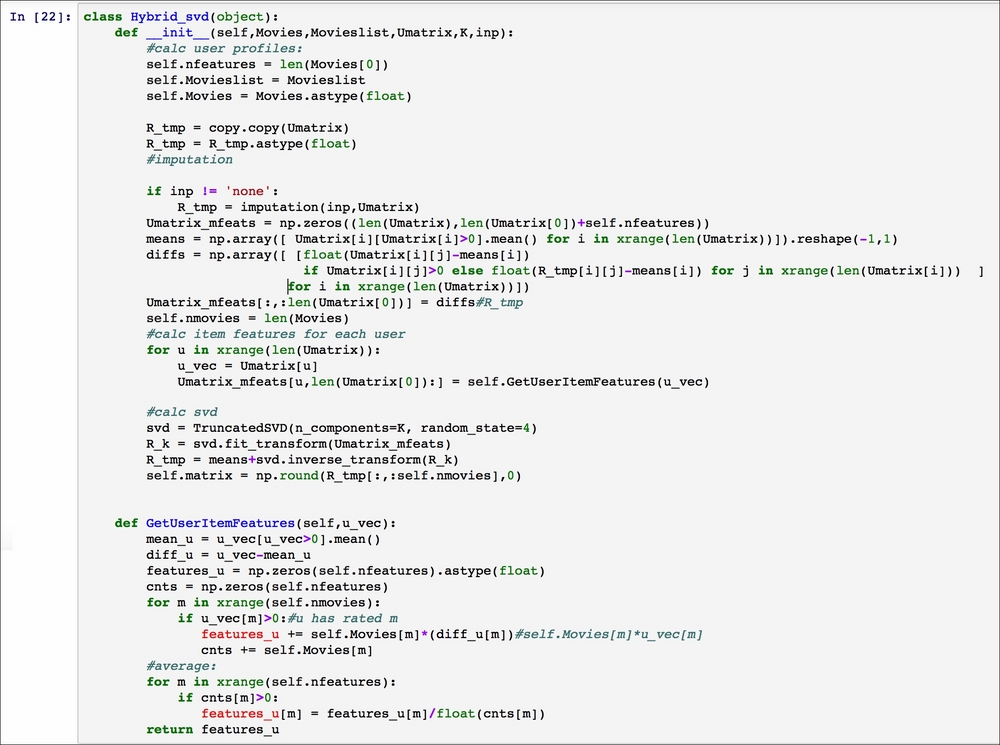 In [22]: class Hybrid_svd(object):
    def __init__(self,Movies,Movieslist,Umatrix,K,inp):
        #calc user profiles:
        self.nfeatures = len(Movies[0])
        self.Movieslist = Movieslist
        self.Movies = Movies.astype(float)

        R_tmp = copy.copy(Umatrix)
        R_tmp = R_tmp.astype(float)
        #imputation

        if inp != 'none':
            R_tmp = imputation(inp,Umatrix)
        Umatrix_mfeats = np.zeros((len(Umatrix),len(Umatrix[0])+self.nfeatures))
        means = np.array([ Umatrix[i][Umatrix[i]>0].mean() for i in xrange(len(Umatrix))]).reshape(-1,1)
        diffs = np.array([ [float(Umatrix[i][j]-means[i])
                            if Umatrix[i][j]>0 else float(R_tmp[i][j]-means[i]) for j in xrange(len(Umatrix[i]))  ]
                          for i in xrange(len(Umatrix))])
        Umatrix_mfeats[:,:len(Umatrix[0])] = diffs#R_tmp
        self.nmovies = len(Movies)
        #calc item features for each user
        for u in xrange(len(Umatrix)):
            u_vec = Umatrix[u]
            Umatrix_mfeats[u,len(Umatrix[0]):] = self.GetUserItemFeatures(u_vec)

        #calc svd
        svd = TruncatedSVD(n_components=K, random_state=4)
        R_k = svd.fit_transform(Umatrix_mfeats)
        R_tmp = means+svd.inverse_transform(R_k)
        self.matrix = np.round(R_tmp[:,:self.nmovies],0)


    def GetUserItemFeatures(self,u_vec):
        mean_u = u_vec[u_vec>0].mean()
        diff_u = u_vec-mean_u
        features_u = np.zeros(self.nfeatures).astype(float)
        cnts = np.zeros(self.nfeatures)
        for m in xrange(self.nmovies):
            if u_vec[m]>0:#u has rated m
               features_u += self.Movies[m]*(diff_u[m])#self.Movies[m]*u_vec[m]
               cnts += self.Movies[m]
        #average:
        for m in xrange(self.nfeatures):
            if cnts[m]>0:
               features_u[m] = features_u[m]/float(cnts[m])
        return features_u